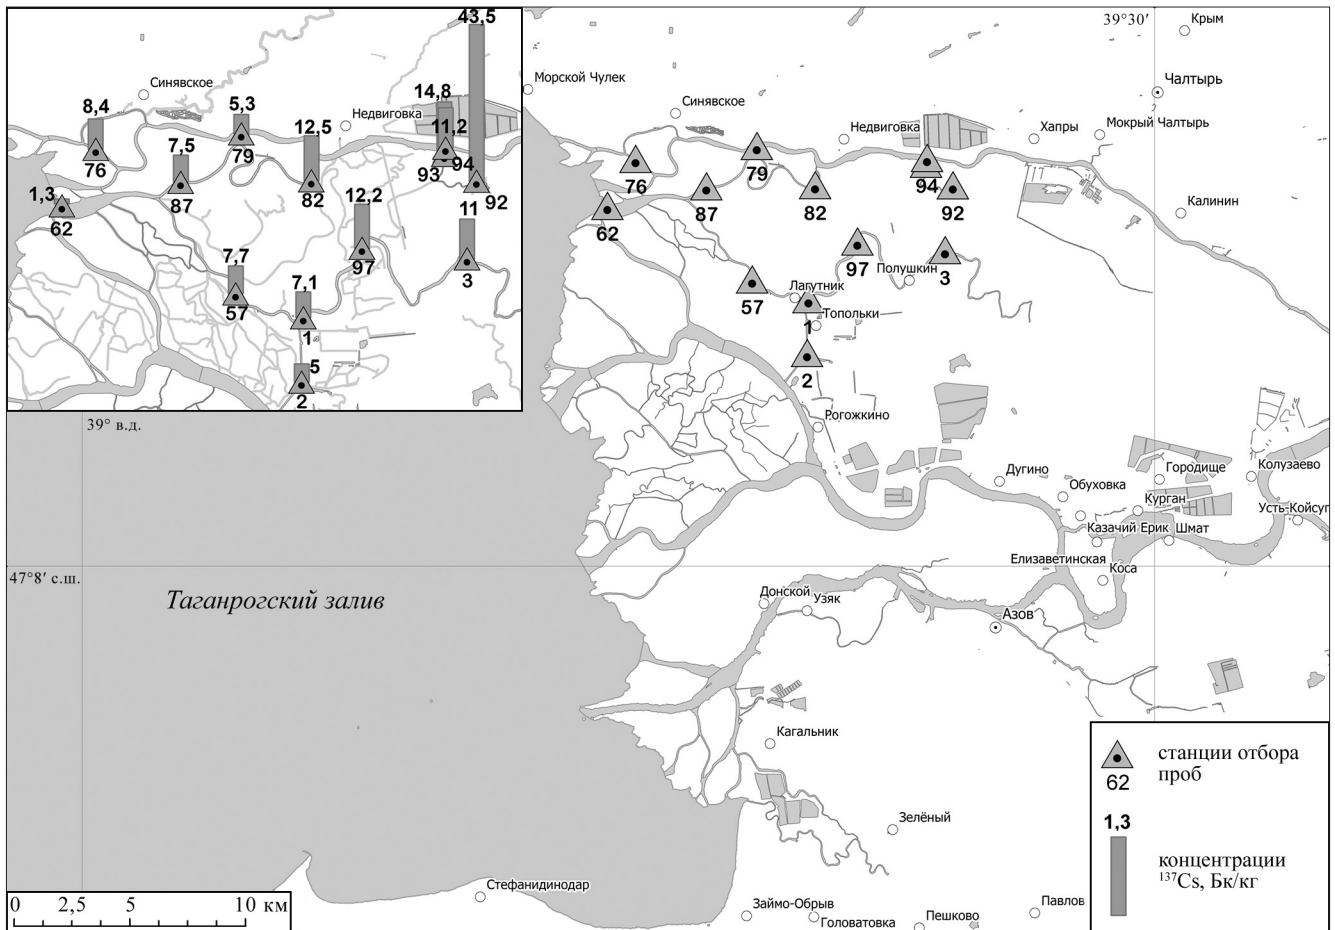 43,5
Синявское
8,4
5,3
14,8
Недвиговка
12,5
11,2
7,5
76
79
94
93
87
82
92
1,3
12,2
11
62
7,7
97
3
7,1
57
1
5
2
39° в.д.
39°30′
Крым
Морской Чулек
Чалтырь
Синявское
Недвиговка
Хапры
Мокрый Чалтырь
79
76
94
87
82
92
Калинин
62
97
Полушкин
3
Лагутник
57
1
Топольки
2
Рогожкино
Дугино
Городище
Колузаево
Обуховка
Курган
Усть-Койсуг
Казачий Ерик
Шмат
Елизаветинская
47°8′ с.ш.
Коса
Таганрогский залив
Донской
Узяк
Азов
Кагальник
Зелёный
Стефанидинодар
Займо-Обрыв
Головатовка
Пешково
Павлов
станции отбора
проб
62
1,3
концентрации
¹³⁷Cs, Бк/кг
0 2,5 5 10 км